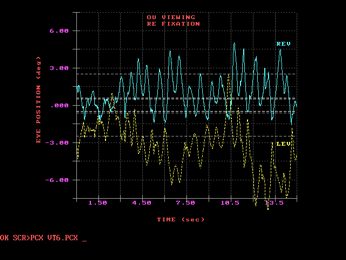 OU VIEWING
RE FIXATION
6.00
REV
3.00
.000
-3.00
LEV
-6.00
EYE POSITION (deg)
1.50 4.50 7.50 10.5 13.5
TIME (sec)
OK SCR>PCX VT6.PCX _